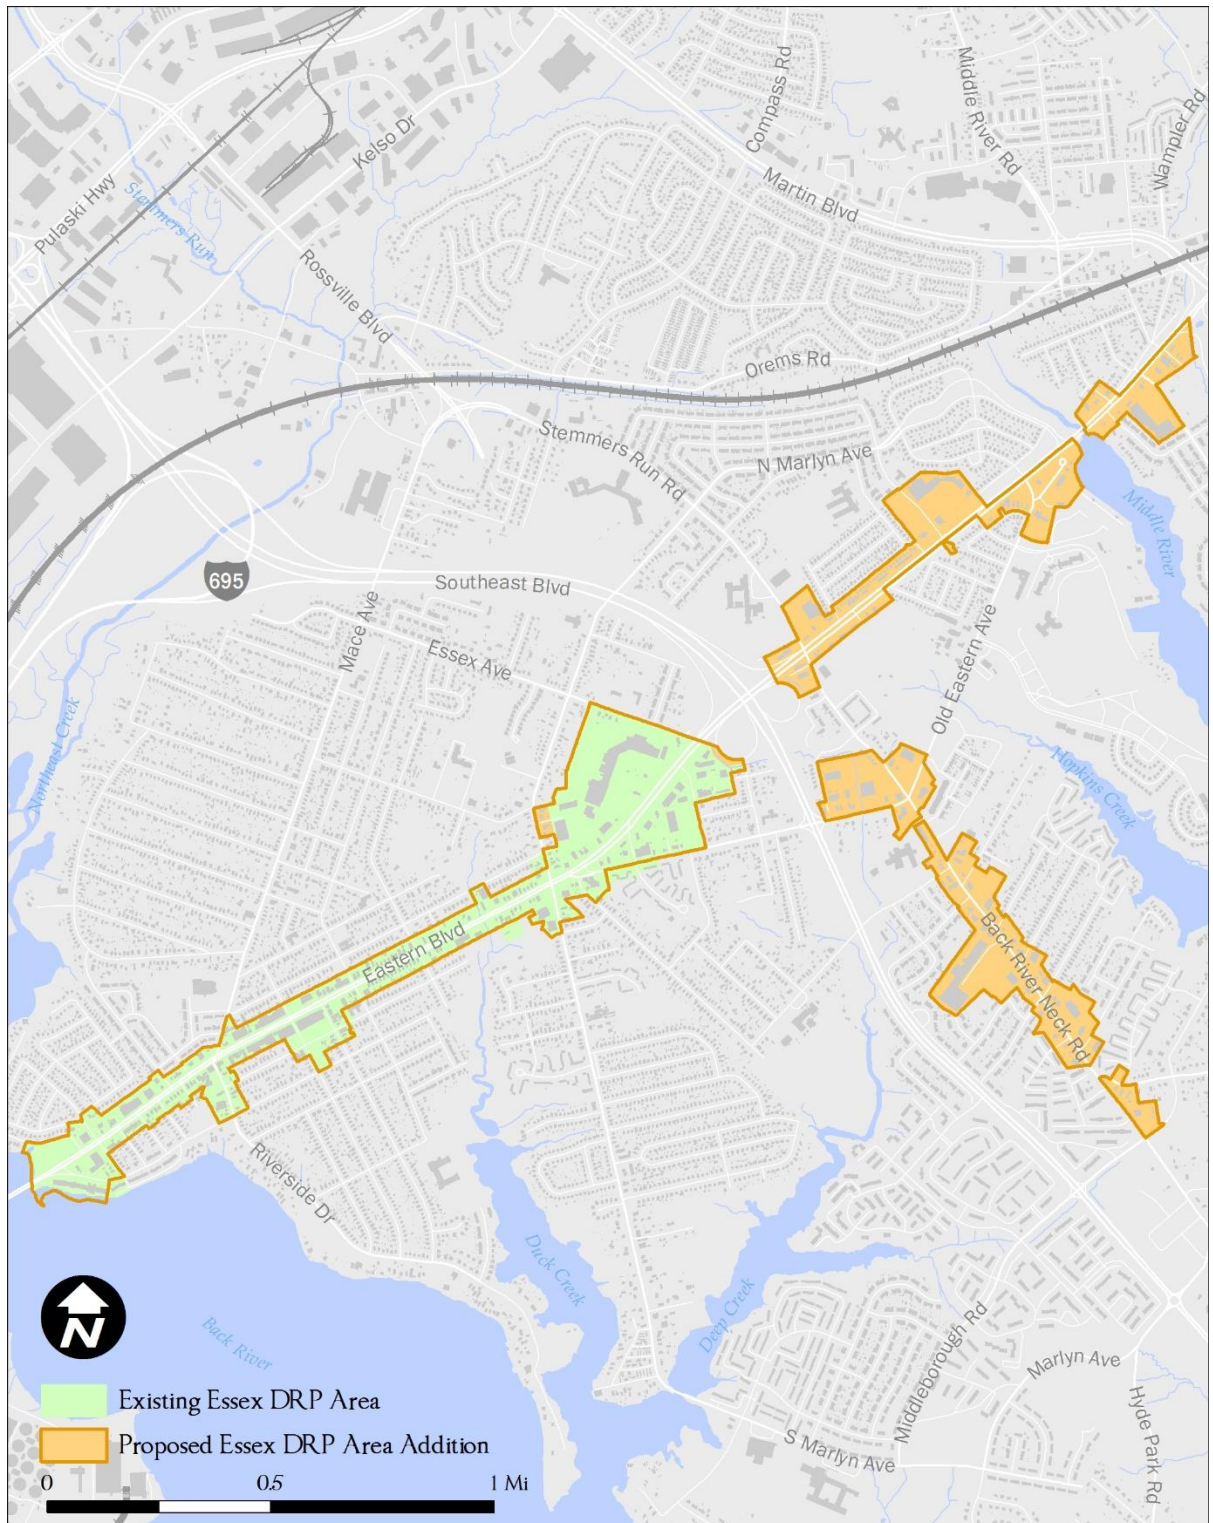 Compass Rd
Middle River Rd
Wampler Rd
Kelso Dr
Pulaski Hwy
Stemmers Run
Martin Blvd
Rossville Blvd
Orems Rd
Stemmers Run Rd
N Marlyn Ave
Middle River
695
Southeast Blvd
Mace Ave
Essex Ave
Old Eastern Ave
Northeast Creek
Hopkins Creek
Eastern Blvd
Back River Neck Rd
Riverside Dr
Duck Creek
Deep Creek
Back River
Middleborough Rd
Marlyn Ave
Hyde Park Rd
S Marlyn Ave
N
Existing Essex DRP Area
Proposed Essex DRP Area Addition
0 0.5 1 Mi